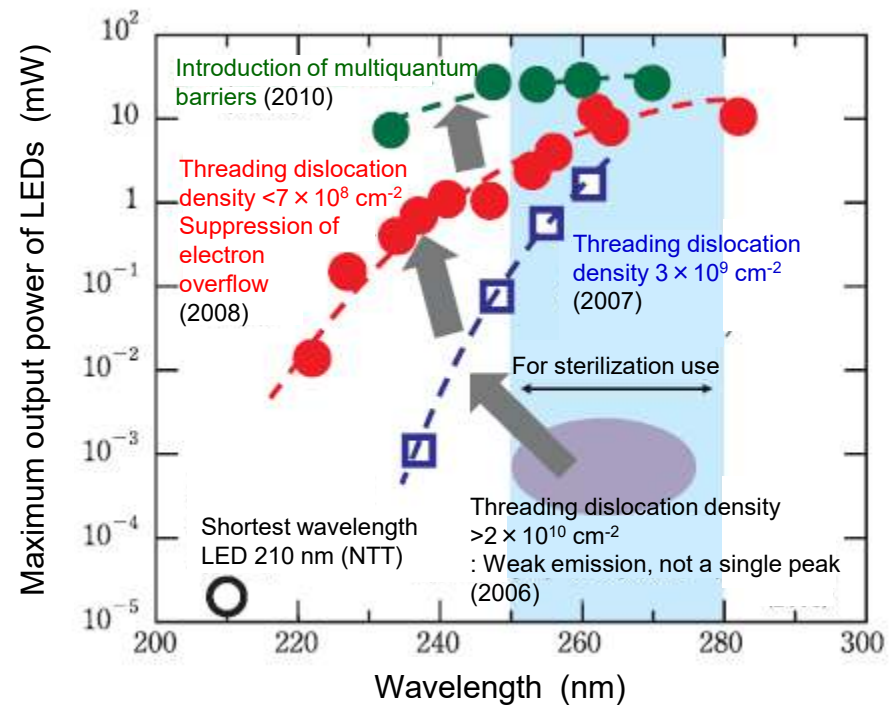 Maximum output power of LEDs (mW)
10²
10
1
10⁻¹
10⁻²
10⁻³
10⁻⁴
10⁻⁵
Introduction of multiquantum
barriers (2010)
Threading dislocation
density <7×10⁸ cm⁻²
Suppression of
electron
overflow
(2008)
Threading dislocation
density 3×10⁹ cm⁻²
(2007)
For sterilization use
Threading dislocation density
>2×10¹⁰ cm⁻²
: Weak emission, not a single peak
(2006)
Shortest wavelength
LED 210 nm (NTT)
200 220 240 260 280 300
Wavelength (nm)